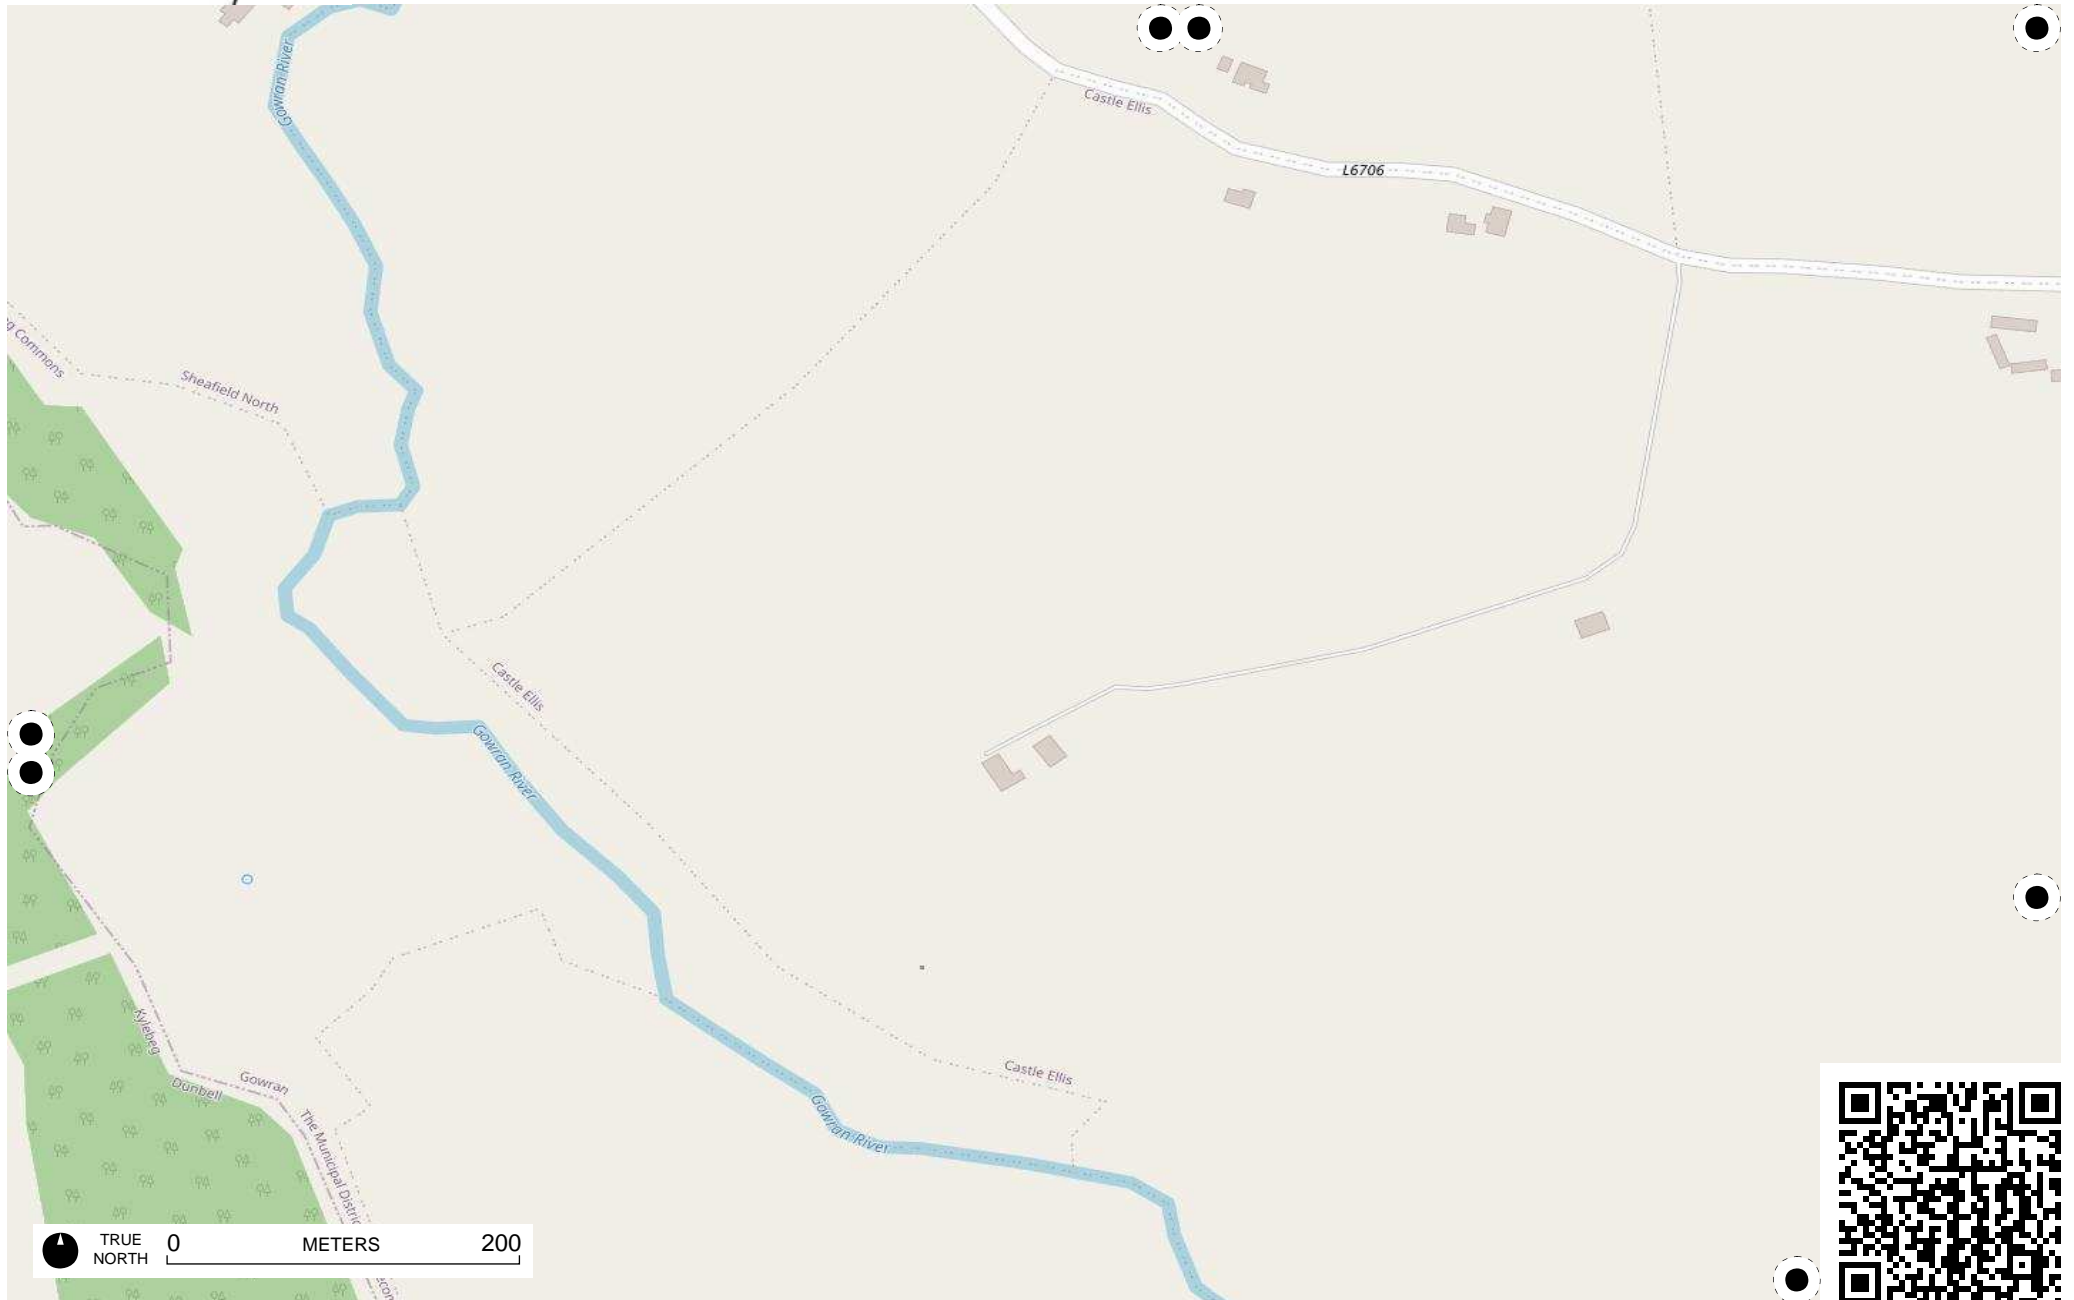 Gowran River
Castle Ellis
L6706
g Commons
Sheafield North
Castle Ellis
Gowran River
Kylebeg
Castle Ellis
Gowran
Dunbell
The Municipal Distric
Gowran River
TRUE
NORTH
0 METERS 200